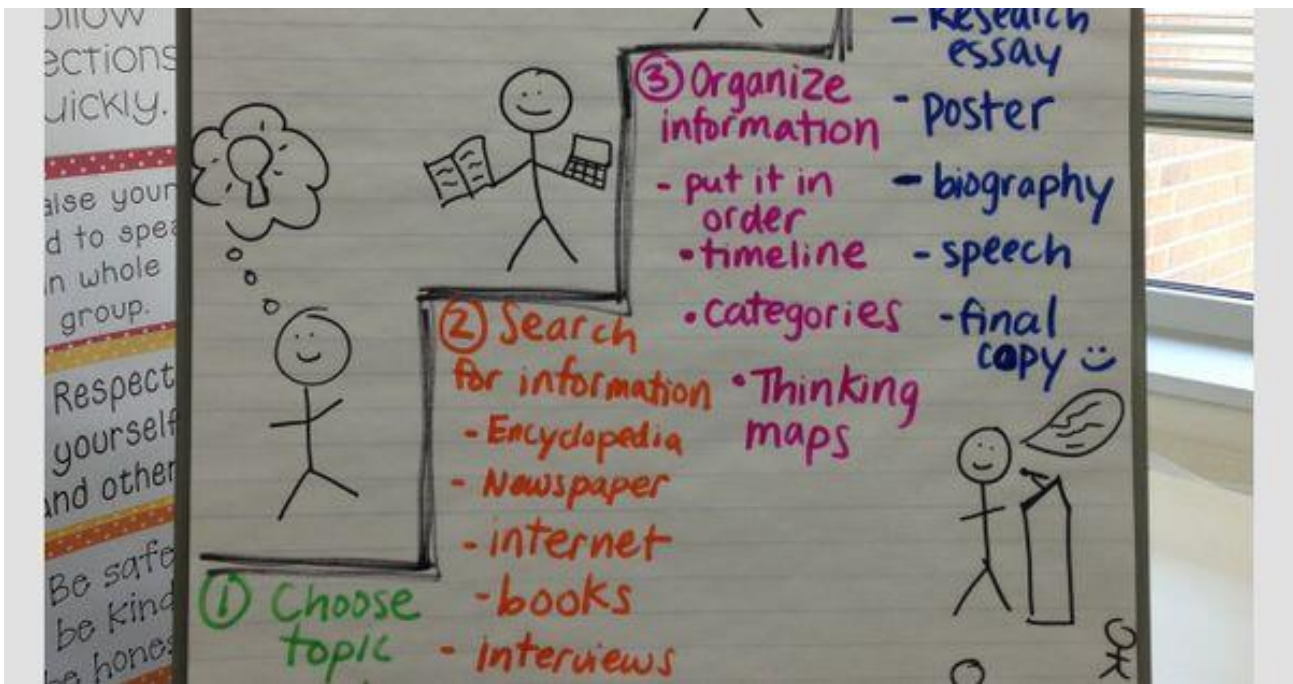 ections
uickly.
alse your
d to spea
n whole
group.
Respect
yourself
and other
Be safe
be kind
be hones
① Choose
topic
② Search
for information
- Encyclopedia
- Newspaper
- internet
- books
- interviews
③ Organize
information
- put it in
order
• timeline
• categories
• Thinking
maps
- Research
essay
- poster
- biography
- speech
- final
copy